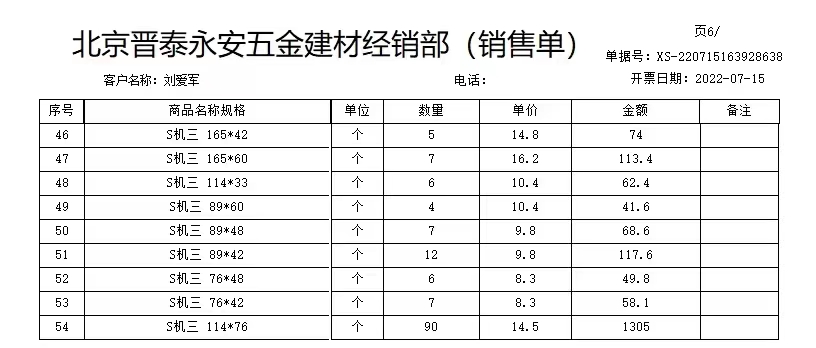 北京晋泰永安五金建材经销部（销售单）
页6/
单据号: XS-220715163928638
客户名称: 刘爱军 电话: 开票日期: 2022-07-15
序号 商品名称规格 单位 数量 单价 金额 备注
46 S机三 165*42 个 5 14.8 74
47 S机三 165*60 个 7 16.2 113.4
48 S机三 114*33 个 6 10.4 62.4
49 S机三 89*60 个 4 10.4 41.6
50 S机三 89*48 个 7 9.8 68.6
51 S机三 89*42 个 12 9.8 117.6
52 S机三 76*48 个 6 8.3 49.8
53 S机三 76*42 个 7 8.3 58.1
54 S机三 114*76 个 90 14.5 1305